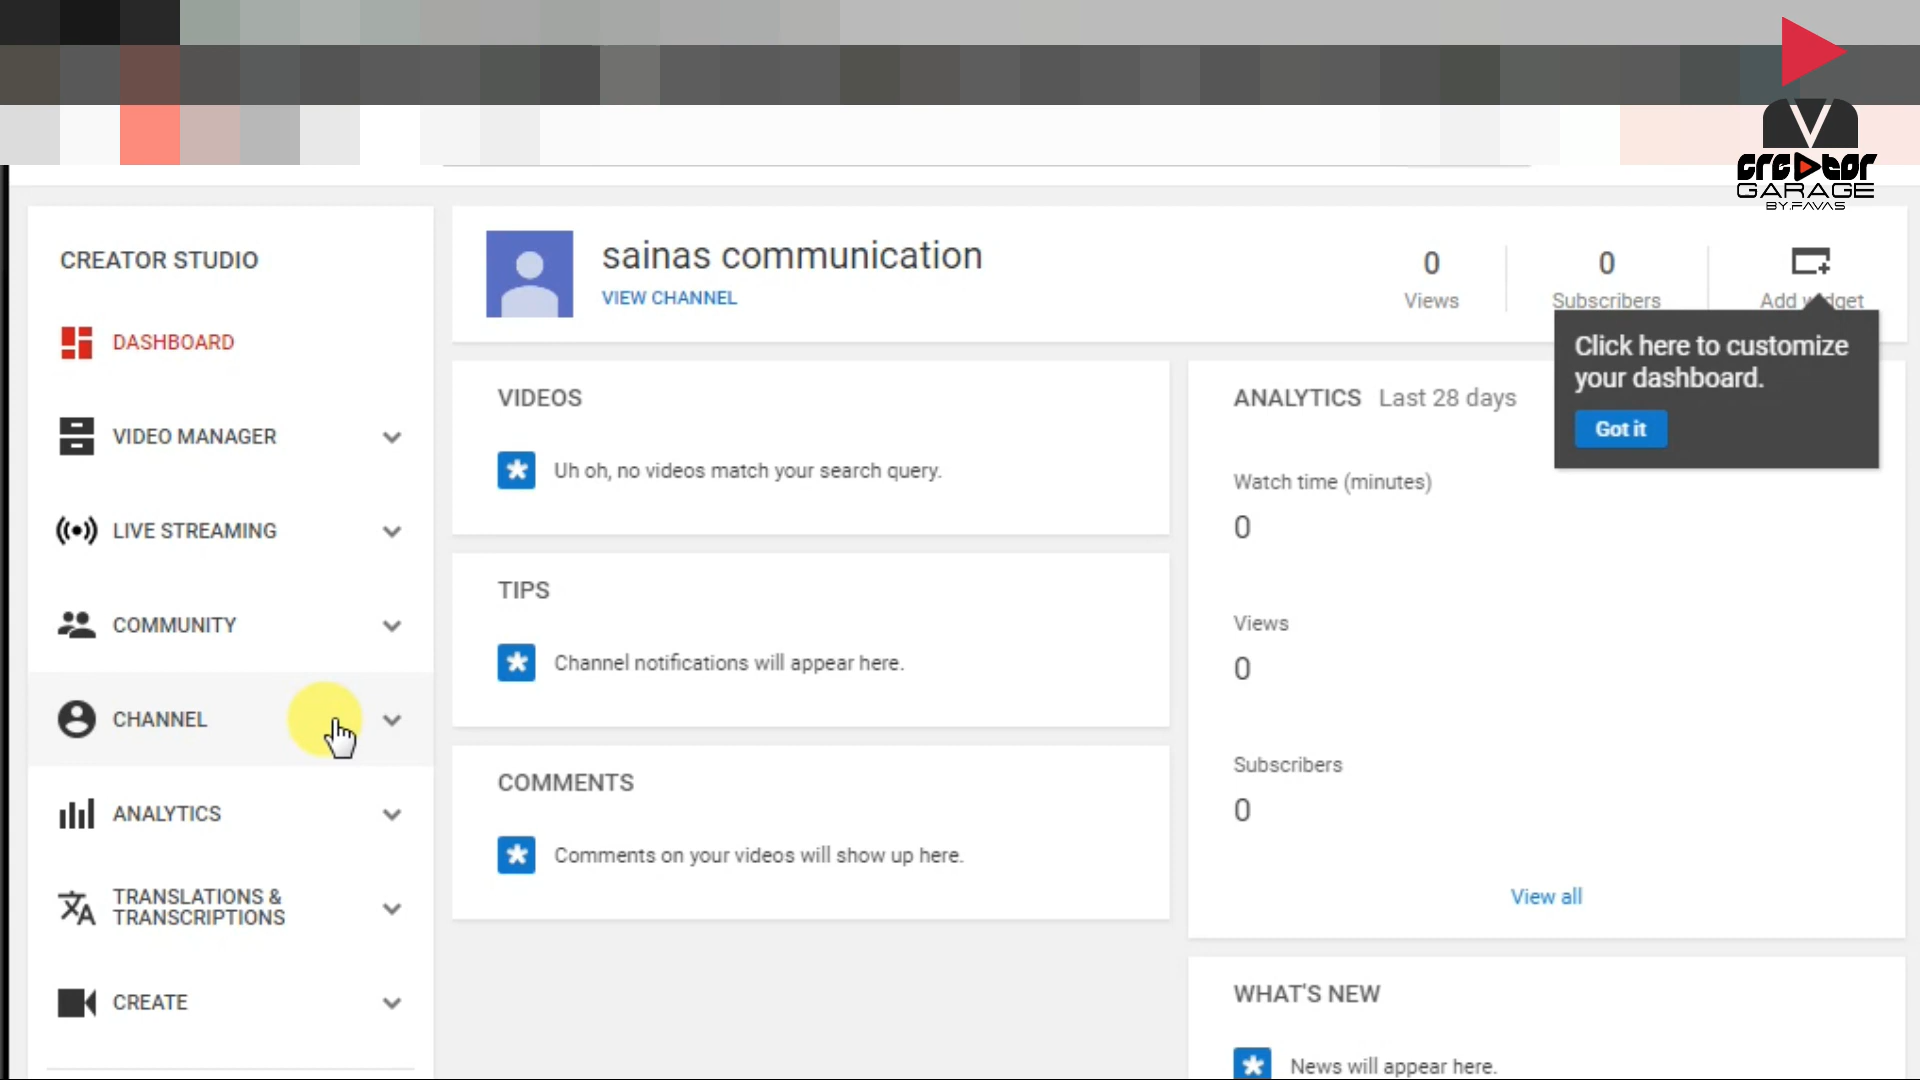 CREATOR
GARAGE
BY.FAVAS
CREATOR STUDIO
DASHBOARD
VIDEO MANAGER
LIVE STREAMING
COMMUNITY
CHANNEL
ANALYTICS
TRANSLATIONS &
TRANSCRIPTIONS
CREATE
sainas communication
VIEW CHANNEL
0
Views
0
Subscribers
Add widget
Click here to customize
your dashboard.
Got it
VIDEOS
Uh oh, no videos match your search query.
TIPS
Channel notifications will appear here.
COMMENTS
Comments on your videos will show up here.
ANALYTICS Last 28 days
Watch time (minutes)
0
Views
0
Subscribers
0
View all
WHAT'S NEW
News will appear here.